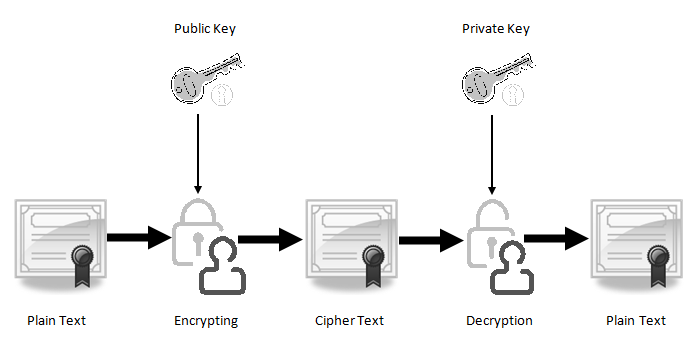 Public Key
Private Key
Plain Text
Encrypting
Cipher Text
Decryption
Plain Text